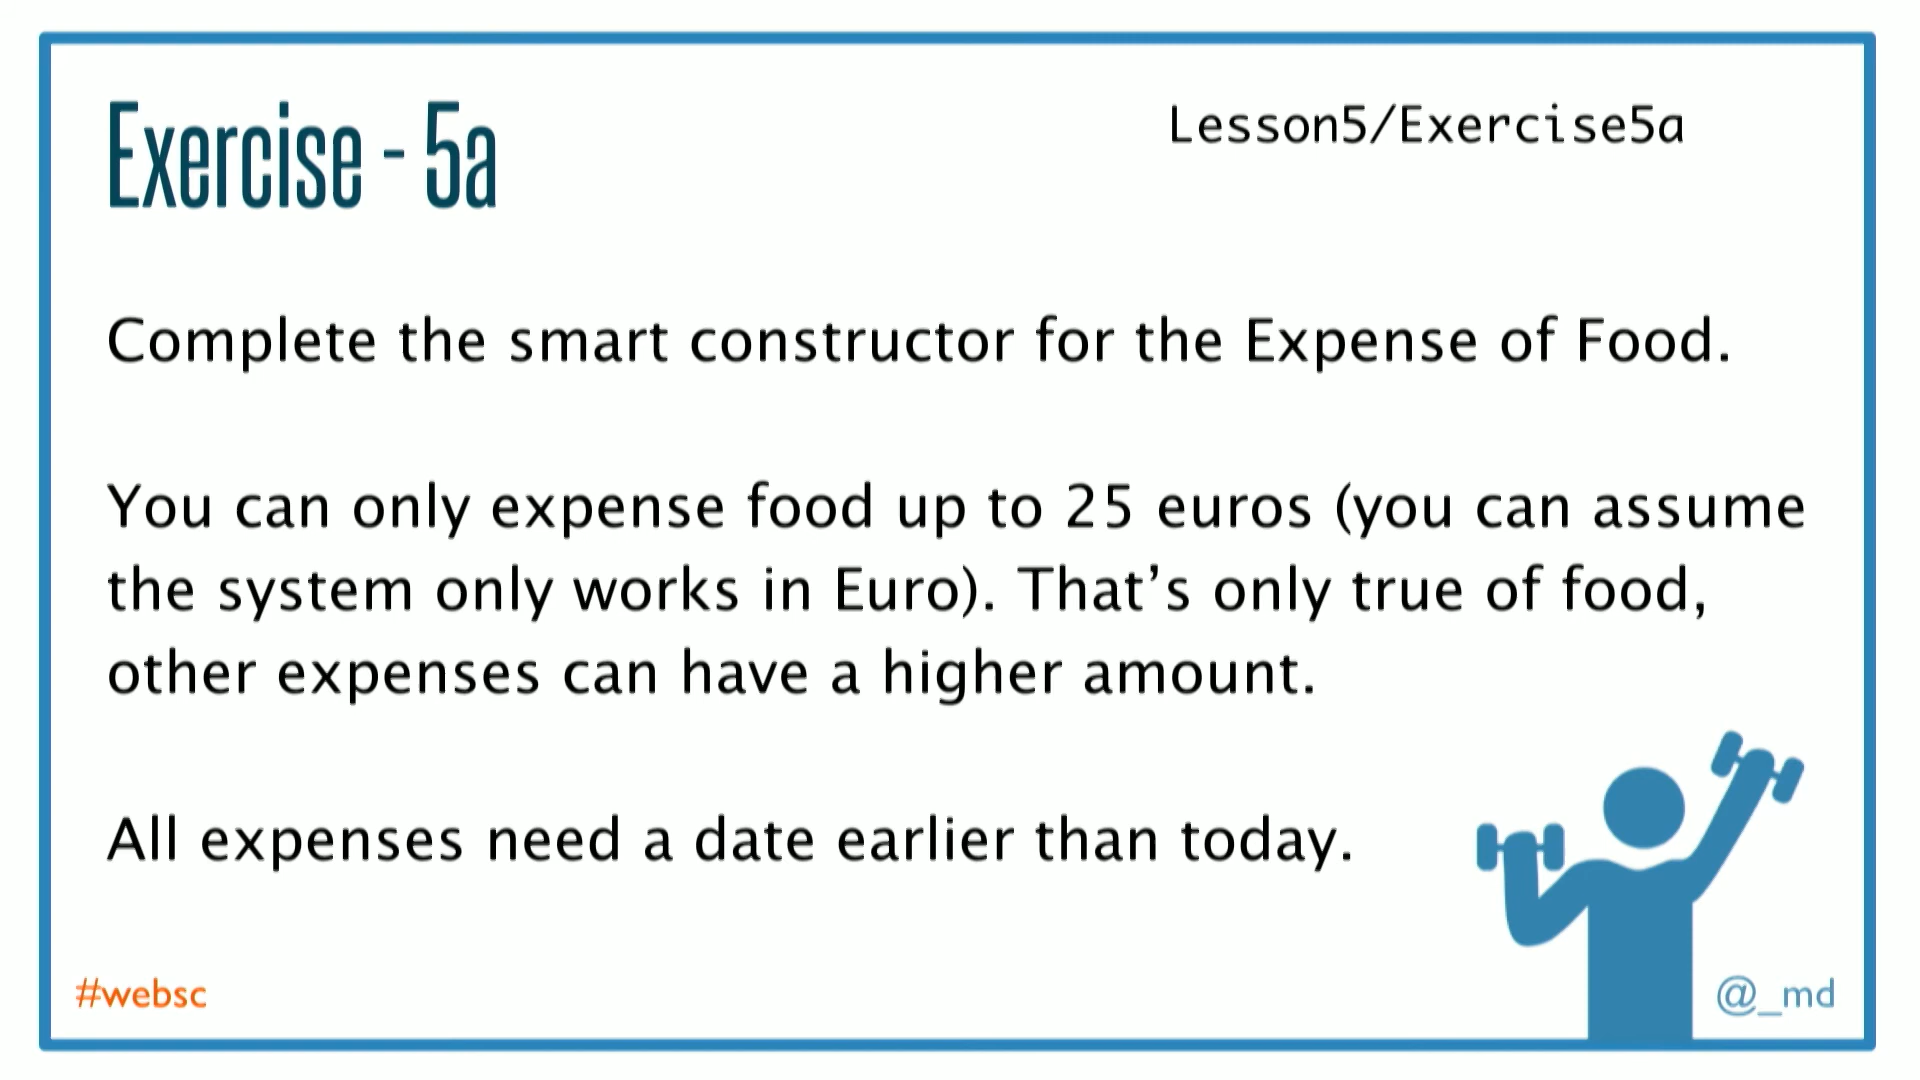 Exercise - 5a
Lesson5/Exercise5a
Complete the smart constructor for the Expense of Food.
You can only expense food up to 25 euros (you can assume
the system only works in Euro). That’s only true of food,
other expenses can have a higher amount.
All expenses need a date earlier than today.
#websc
@_md